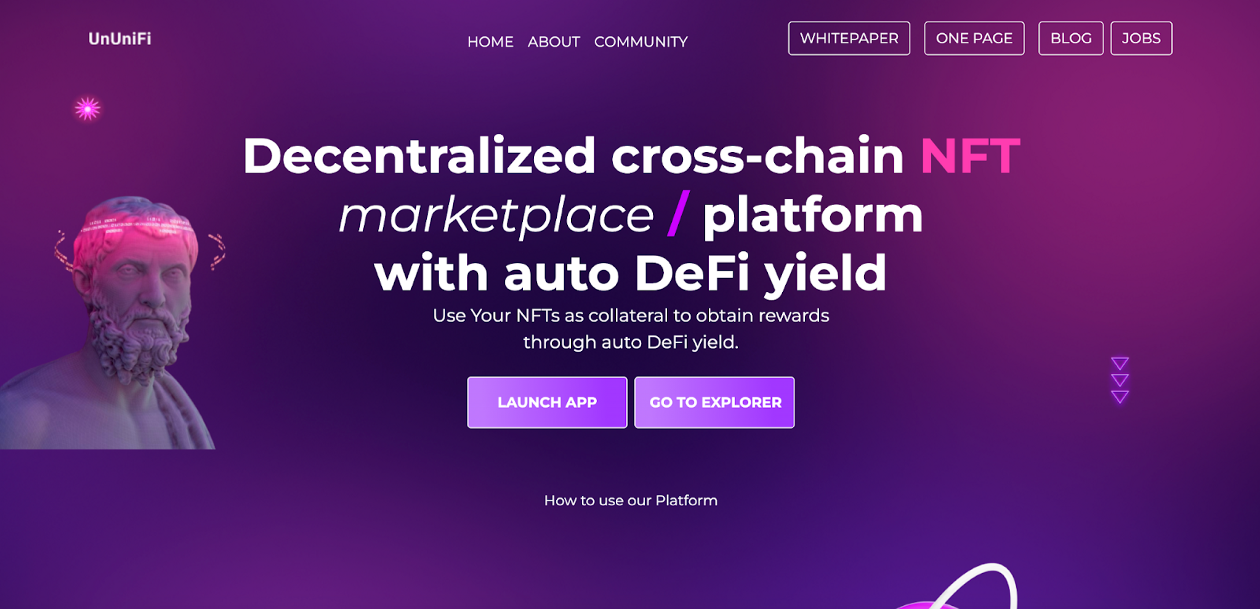 UnUniFi
HOME ABOUT COMMUNITY
WHITEPAPER ONE PAGE BLOG JOBS
Decentralized cross-chain NFT
marketplace / platform
with auto DeFi yield
Use Your NFTs as collateral to obtain rewards
through auto DeFi yield.
LAUNCH APP GO TO EXPLORER
How to use our Platform